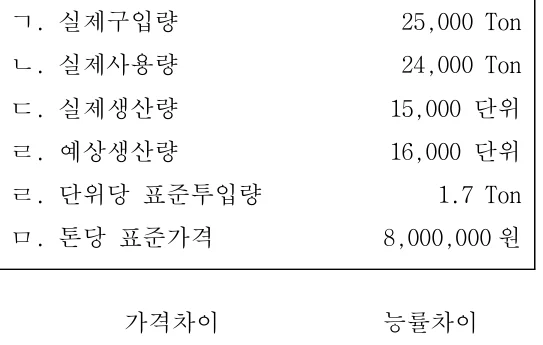 ㄱ. 실제구입량 25,000 Ton
ㄴ. 실제사용량 24,000 Ton
ㄷ. 실제생산량 15,000 단위
ㄹ. 예상생산량 16,000 단위
ㄹ. 단위당 표준투입량 1.7 Ton
ㅁ. 톤당 표준가격 8,000,000원
가격차이 능률차이